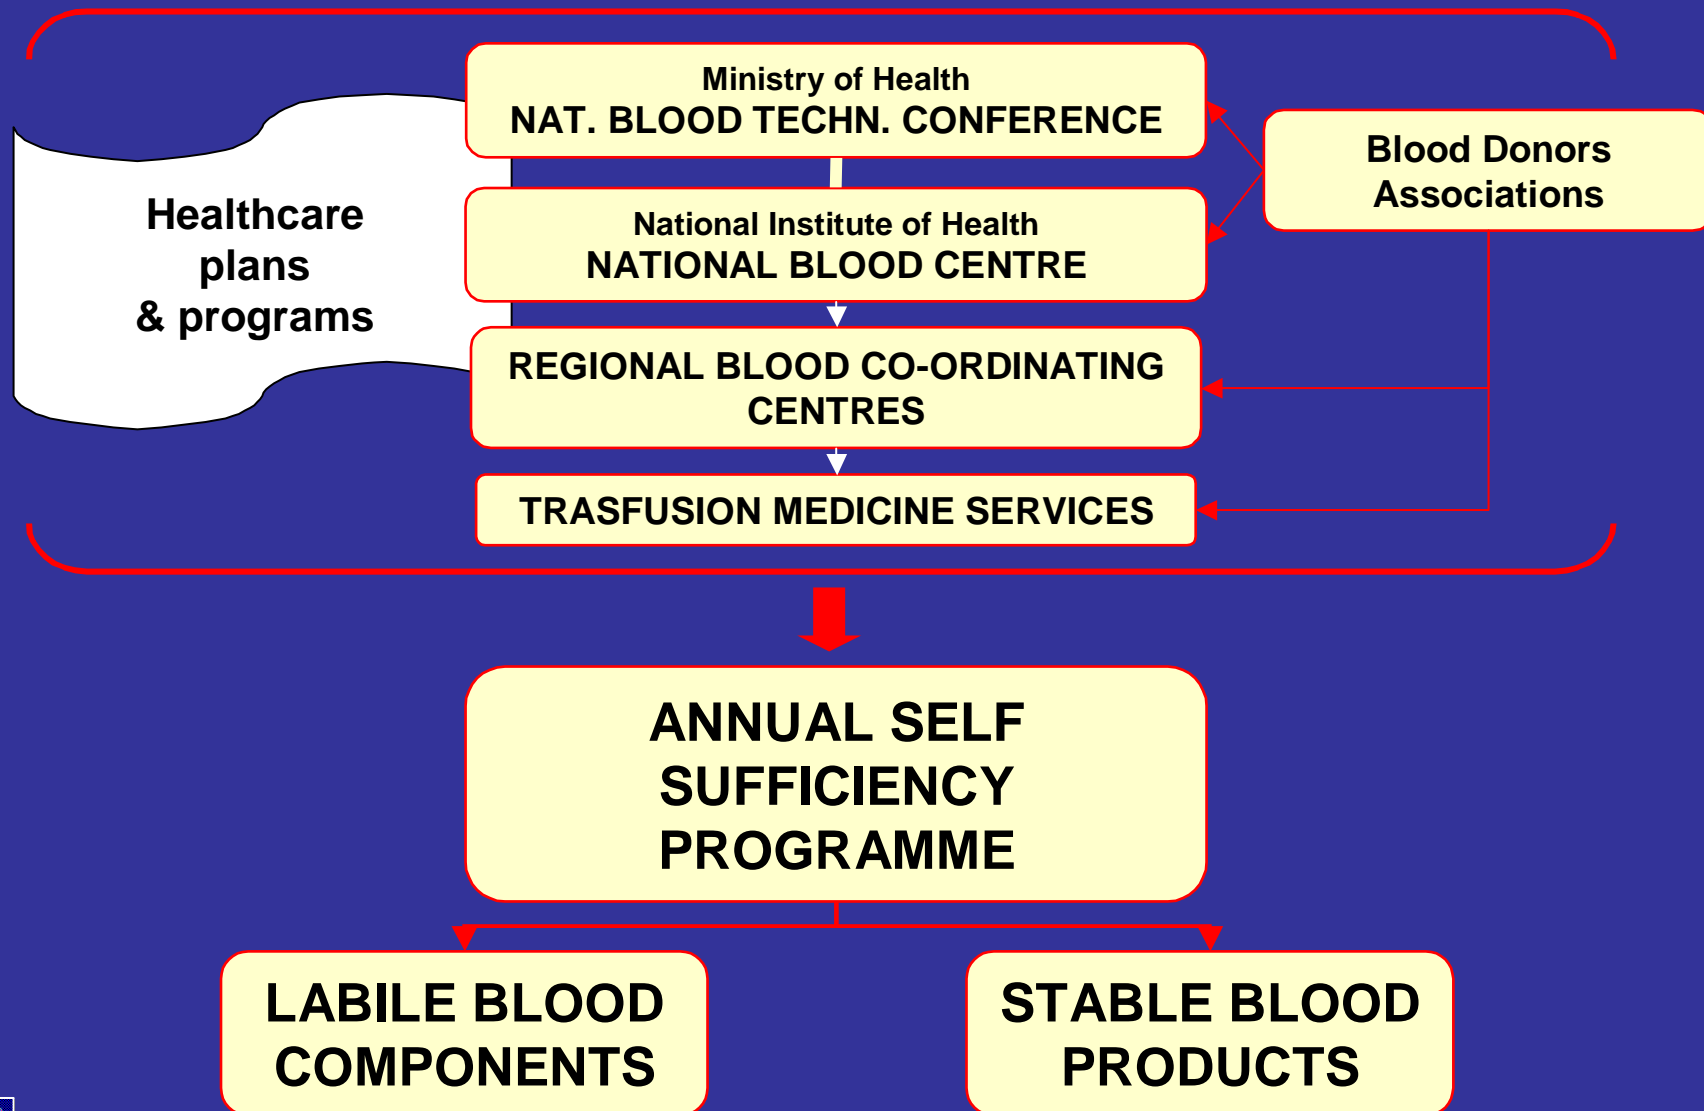 Ministry of Health
NAT. BLOOD TECHN. CONFERENCE
Blood Donors
Associations
Healthcare
plans
& programs
National Institute of Health
NATIONAL BLOOD CENTRE
REGIONAL BLOOD CO-ORDINATING
CENTRES
TRASFUSION MEDICINE SERVICES
ANNUAL SELF
SUFFICIENCY
PROGRAMME
LABILE BLOOD
COMPONENTS
STABLE BLOOD
PRODUCTS